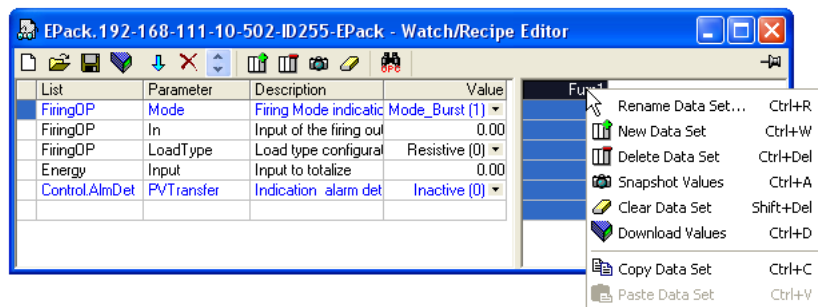 EPack.192-168-111-10-502-ID255-EPack - Watch/Recipe Editor
OPC
List Parameter Description Value
FiringOP Mode Firing Mode indicatic Mode_Burst (1)
FiringOP In Input of the firing out 0.00
FiringOP LoadType Load type configurat Resistive (0)
Energy Input Input to totalize 0.00
Control.AlmDet PVTransfer Indication alarm det Inactive (0)
Rename Data Set... Ctrl+R
New Data Set Ctrl+W
Delete Data Set Ctrl+Del
Snapshot Values Ctrl+A
Clear Data Set Shift+Del
Download Values Ctrl+D
Copy Data Set Ctrl+C
Paste Data Set Ctrl+V